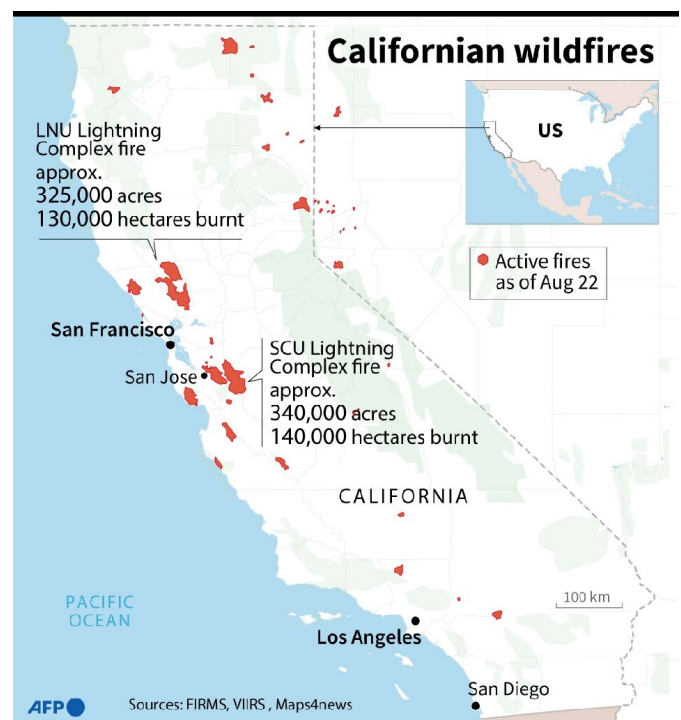 Californian wildfires
US
LNU Lightning
Complex fire
approx.
325,000 acres
130,000 hectares burnt
Active fires
as of Aug 22
San Francisco
San Jose
SCU Lightning
Complex fire
approx.
340,000 acres
140,000 hectares burnt
CALIFORNIA
PACIFIC
OCEAN
100 km
Los Angeles
San Diego
AFP
Sources: FIRMS, VIIRS , Maps4news